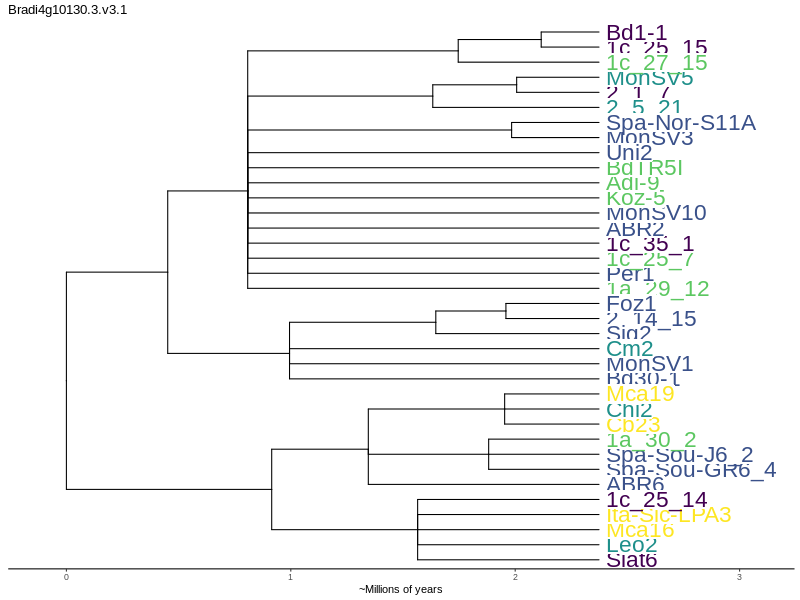 Bradi4g10130.3.v3.1
Bd1-1
1c_25_15
1c_27_15
MonSV5
2_1_7
2_5_21
Spa-Nor-S11A
MonSV3
Uni2
BdTR5I
Adi-9
Koz-5
MonSV10
ABR2
1c_35_1
1c_25_7
Per1
1a_29_12
Foz1
2_14_15
Sig2
Cm2
MonSV1
Bd30-1
Mca19
Chi2
Cb23
1a_30_2
Spa-Sou-J6_2
Spa-Sou-GR6_4
ABR6
1c_25_14
Ita-Sic-LPA3
Mca16
Leo2
Siat6
0 1 2 3
~Millions of years